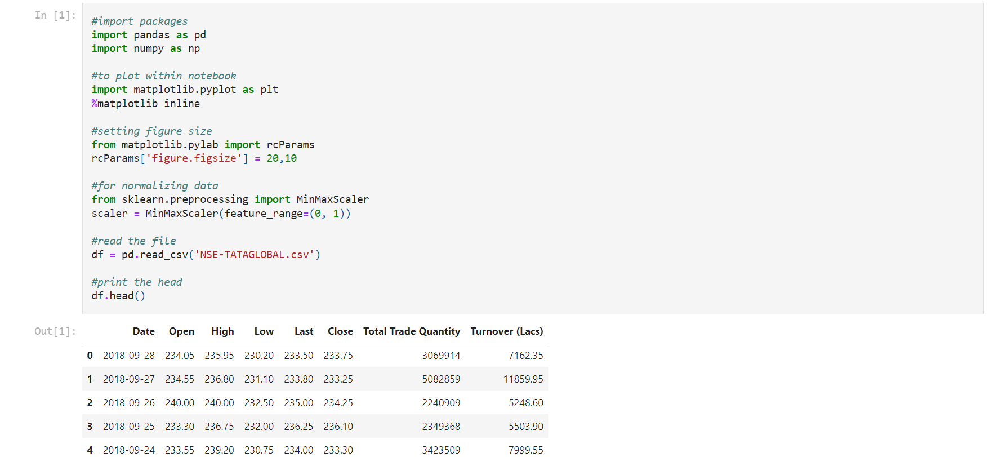 In [1]:
#import packages
import pandas as pd
import numpy as np
#to plot within notebook
import matplotlib.pyplot as plt
%matplotlib inline
#setting figure size
from matplotlib.pylab import rcParams
rcParams['figure.figsize'] = 20,10
#for normalizing data
from sklearn.preprocessing import MinMaxScaler
scaler = MinMaxScaler(feature_range=(0, 1))
#read the file
df = pd.read_csv('NSE-TATAGLOBAL.csv')
#print the head
df.head()
Out[1]:
Date Open High Low Last Close Total Trade Quantity Turnover (Lacs)
0 2018-09-28 234.05 235.95 230.20 233.50 233.75 3069914 7162.35
1 2018-09-27 234.55 236.80 231.10 233.80 233.25 5082859 11859.95
2 2018-09-26 240.00 240.00 232.50 235.00 234.25 2240909 5248.60
3 2018-09-25 233.30 236.75 232.00 236.25 236.10 2349368 5503.90
4 2018-09-24 233.55 239.20 230.75 234.00 233.30 3423509 7999.55